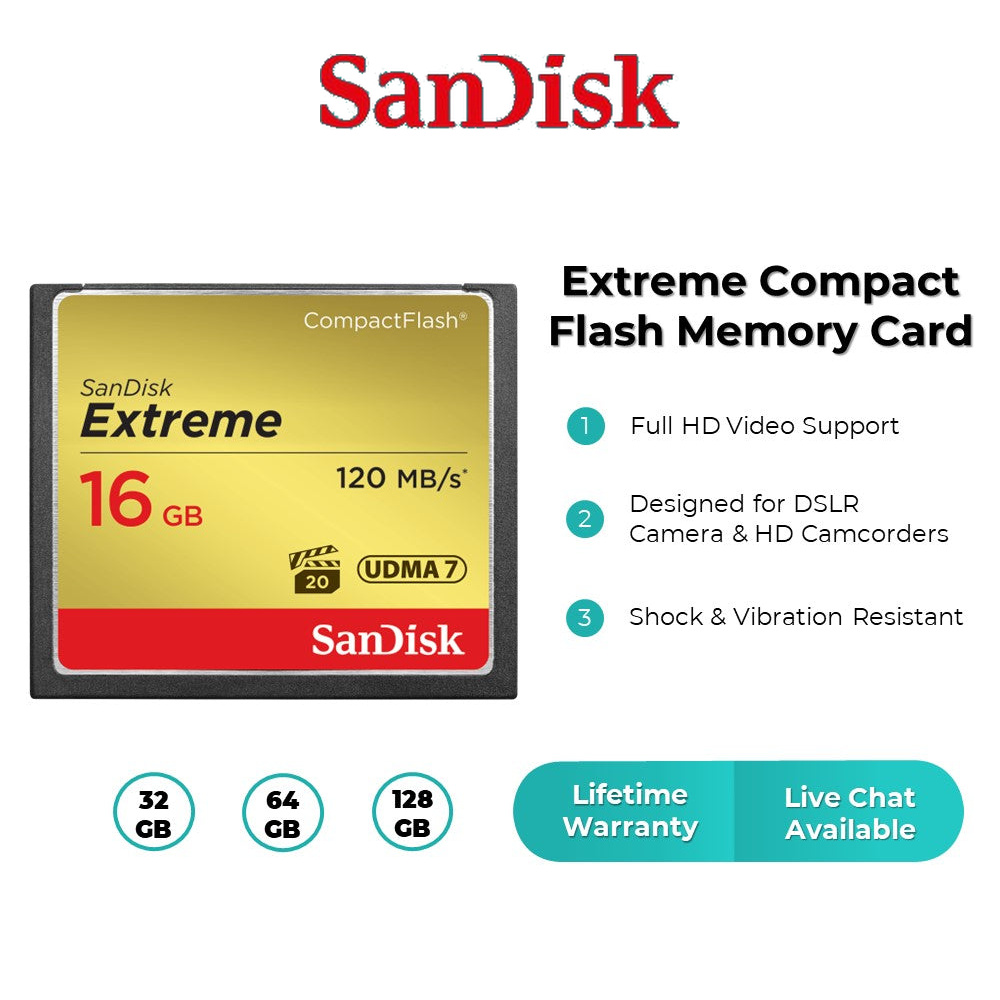 SanDisk
CompactFlash®
SanDisk
Extreme
120 MB/s*
16 GB
20
UDMA 7
SanDisk
Extreme Compact
Flash Memory Card
1 Full HD Video Support
2 Designed for DSLR
Camera & HD Camcorders
3 Shock & Vibration Resistant
32
GB
64
GB
128
GB
Lifetime
Warranty
Live Chat
Available